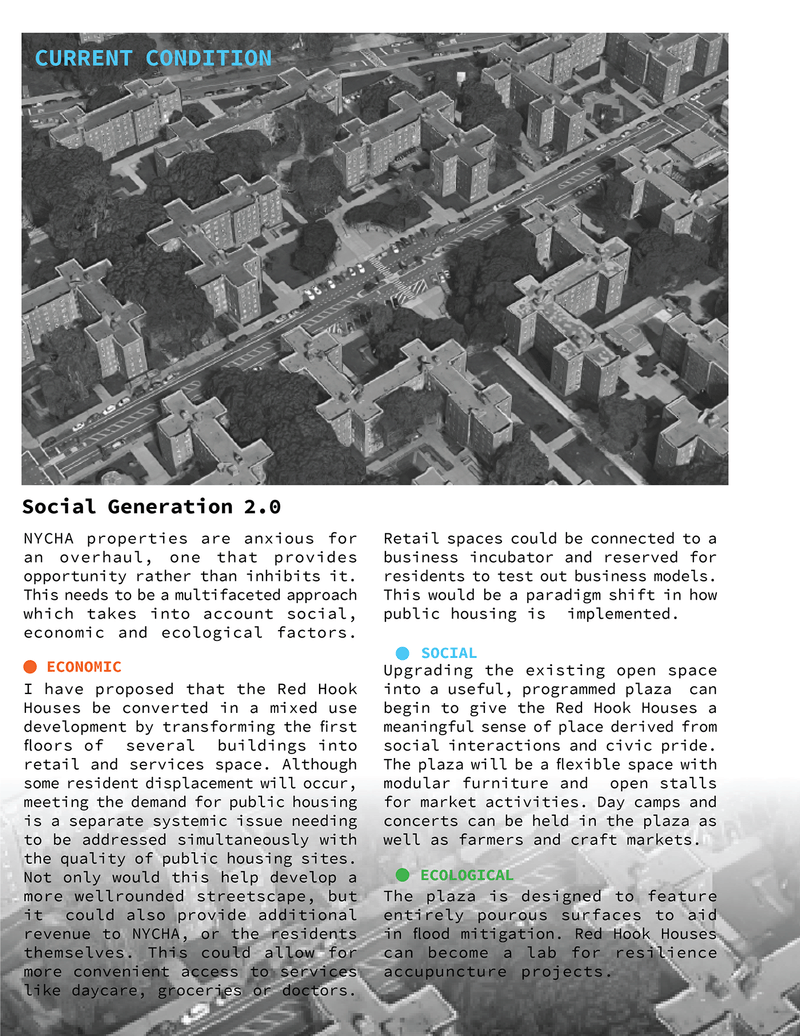 CURRENT CONDITION
Social Generation 2.0
NYCHA properties are anxious for
an overhaul, one that provides
opportunity rather than inhibits it.
This needs to be a multifaceted approach
which takes into account social,
economic and ecological factors.
ECONOMIC
I have proposed that the Red Hook
Houses be converted in a mixed use
development by transforming the first
floors of several buildings into
retail and services space. Although
some resident displacement will occur,
meeting the demand for public housing
is a separate systemic issue needing
to be addressed simultaneously with
the quality of public housing sites.
Not only would this help develop a
more wellrounded streetscape, but
it could also provide additional
revenue to NYCHA, or the residents
themselves. This could allow for
more convenient access to services
like daycare, groceries or doctors.
Retail spaces could be connected to a
business incubator and reserved for
residents to test out business models.
This would be a paradigm shift in how
public housing is implemented.
SOCIAL
Upgrading the existing open space
into a useful, programmed plaza can
begin to give the Red Hook Houses a
meaningful sense of place derived from
social interactions and civic pride.
The plaza will be a flexible space with
modular furniture and open stalls
for market activities. Day camps and
concerts can be held in the plaza as
well as farmers and craft markets.
ECOLOGICAL
The plaza is designed to feature
entirely pourous surfaces to aid
in flood mitigation. Red Hook Houses
can become a lab for resilience
accupuncture projects.